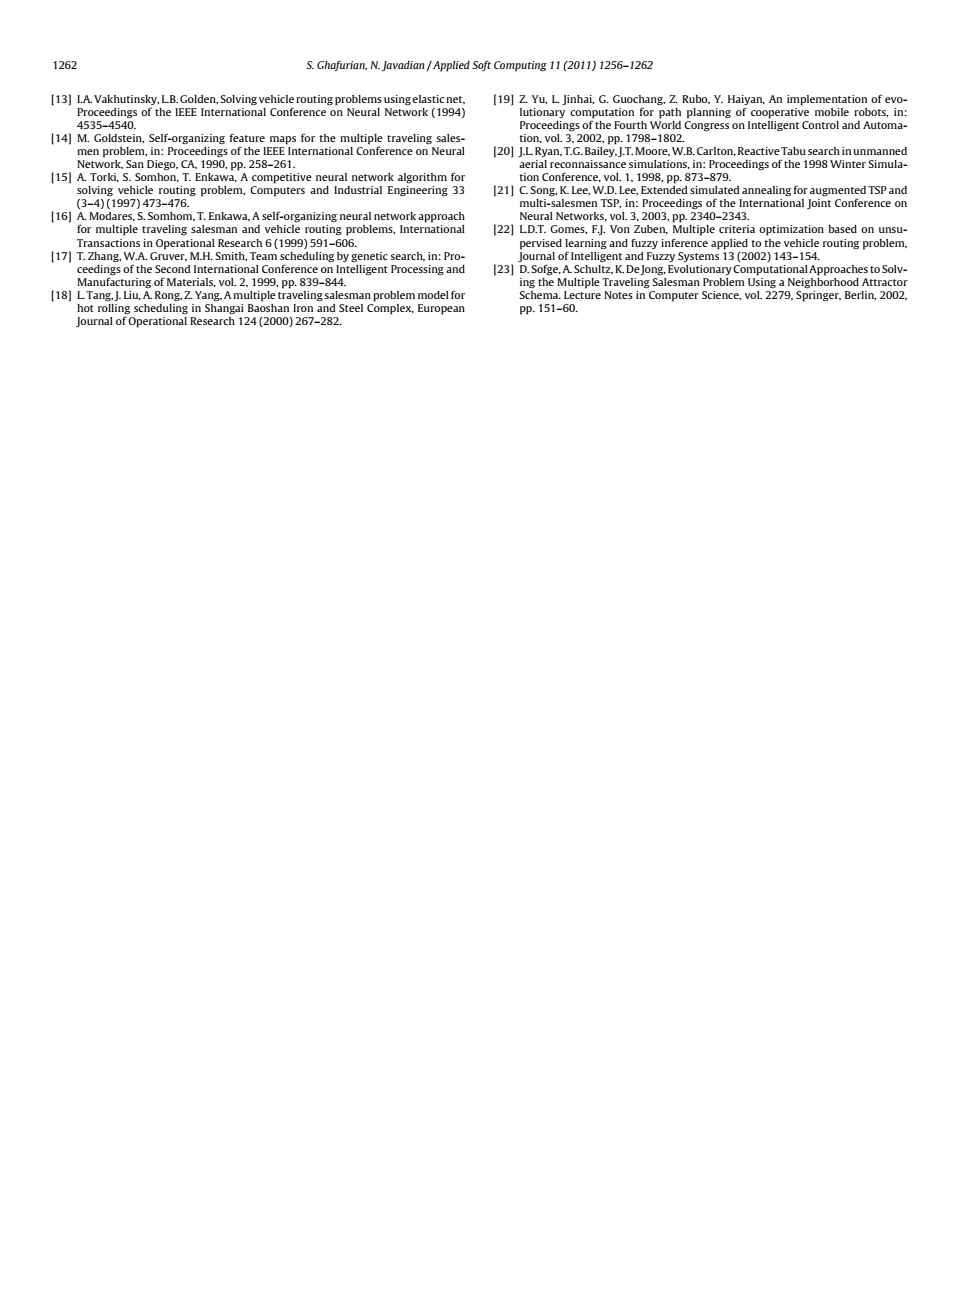 1262
S. Ghafurian, N. Javadian / Applied Soft Computing 11 (2011) 1256–1262
[13] I.A. Vakhutinsky, L.B. Golden, Solving vehicle routing problems using elastic net,
Proceedings of the IEEE International Conference on Neural Network (1994)
4535–4540.
[14] M. Goldstein, Self-organizing feature maps for the multiple traveling sales-
men problem, in: Proceedings of the IEEE International Conference on Neural
Network, San Diego, CA, 1990, pp. 258–261.
[15] A. Torki, S. Somhon, T. Enkawa, A competitive neural network algorithm for
solving vehicle routing problem, Computers and Industrial Engineering 33
(3–4) (1997) 473–476.
[16] A. Modares, S. Somhom, T. Enkawa, A self-organizing neural network approach
for multiple traveling salesman and vehicle routing problems, International
Transactions in Operational Research 6 (1999) 591–606.
[17] T. Zhang, W.A. Gruver, M.H. Smith, Team scheduling by genetic search, in: Pro-
ceedings of the Second International Conference on Intelligent Processing and
Manufacturing of Materials, vol. 2, 1999, pp. 839–844.
[18] L. Tang, J. Liu, A. Rong, Z. Yang, A multiple traveling salesman problem model for
hot rolling scheduling in Shangai Baoshan Iron and Steel Complex, European
Journal of Operational Research 124 (2000) 267–282.
[19] Z. Yu, L. Jinhai, G. Guochang, Z. Rubo, Y. Haiyan, An implementation of evo-
lutionary computation for path planning of cooperative mobile robots, in:
Proceedings of the Fourth World Congress on Intelligent Control and Automa-
tion, vol. 3, 2002, pp. 1798–1802.
[20] J.L. Ryan, T.G. Bailey, J.T. Moore, W.B. Carlton, Reactive Tabu search in unmanned
aerial reconnaissance simulations, in: Proceedings of the 1998 Winter Simula-
tion Conference, vol. 1, 1998, pp. 873–879.
[21] C. Song, K. Lee, W.D. Lee, Extended simulated annealing for augmented TSP and
multi-salesmen TSP, in: Proceedings of the International Joint Conference on
Neural Networks, vol. 3, 2003, pp. 2340–2343.
[22] L.D.T. Gomes, F.J. Von Zuben, Multiple criteria optimization based on unsu-
pervised learning and fuzzy inference applied to the vehicle routing problem,
Journal of Intelligent and Fuzzy Systems 13 (2002) 143–154.
[23] D. Sofge, A. Schultz, K. De Jong, Evolutionary Computational Approaches to Solv-
ing the Multiple Traveling Salesman Problem Using a Neighborhood Attractor
Schema. Lecture Notes in Computer Science, vol. 2279, Springer, Berlin, 2002,
pp. 151–60.